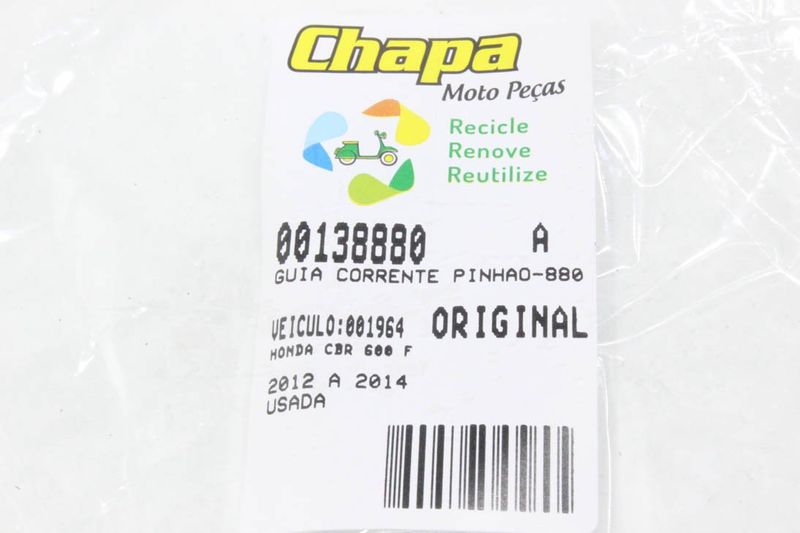 Chapa
Moto Peças
Recicle
Renove
Reutilize
00138880 A
GUIA CORRENTE PINHAO-880
VEICULO:001964 ORIGINAL
HONDA CBR 600 F
2012 A 2014
USADA